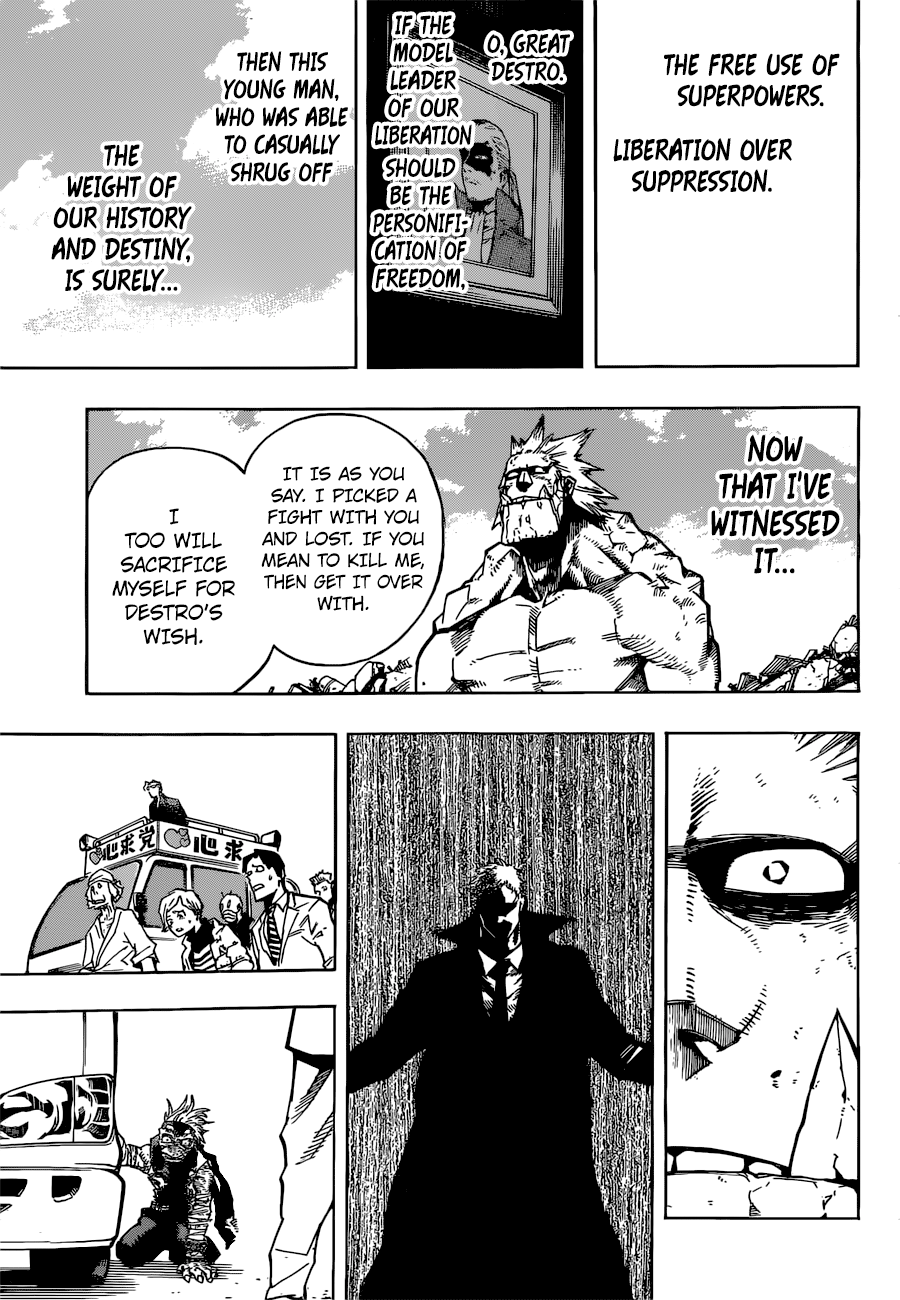 THE FREE USE OF
SUPERPOWERS.
LIBERATION OVER
SUPPRESSION.
O, GREAT
DESTRO.
IF THE
MODEL
LEADER
OF OUR
LIBERATION
SHOULD
BE THE
PERSONIFI-
CATION OF
FREEDOM,
THEN THIS
YOUNG MAN,
WHO WAS ABLE
TO CASUALLY
SHRUG OFF
THE
WEIGHT OF
OUR HISTORY
AND DESTINY,
IS SURELY...
NOW
THAT I'VE
WITNESSED
IT...
IT IS AS YOU
SAY. I PICKED A
FIGHT WITH YOU
AND LOST. IF YOU
MEAN TO KILL ME,
THEN GET IT OVER
WITH.
I
TOO WILL
SACRIFICE
MYSELF FOR
DESTRO'S
WISH.
心求党
心求